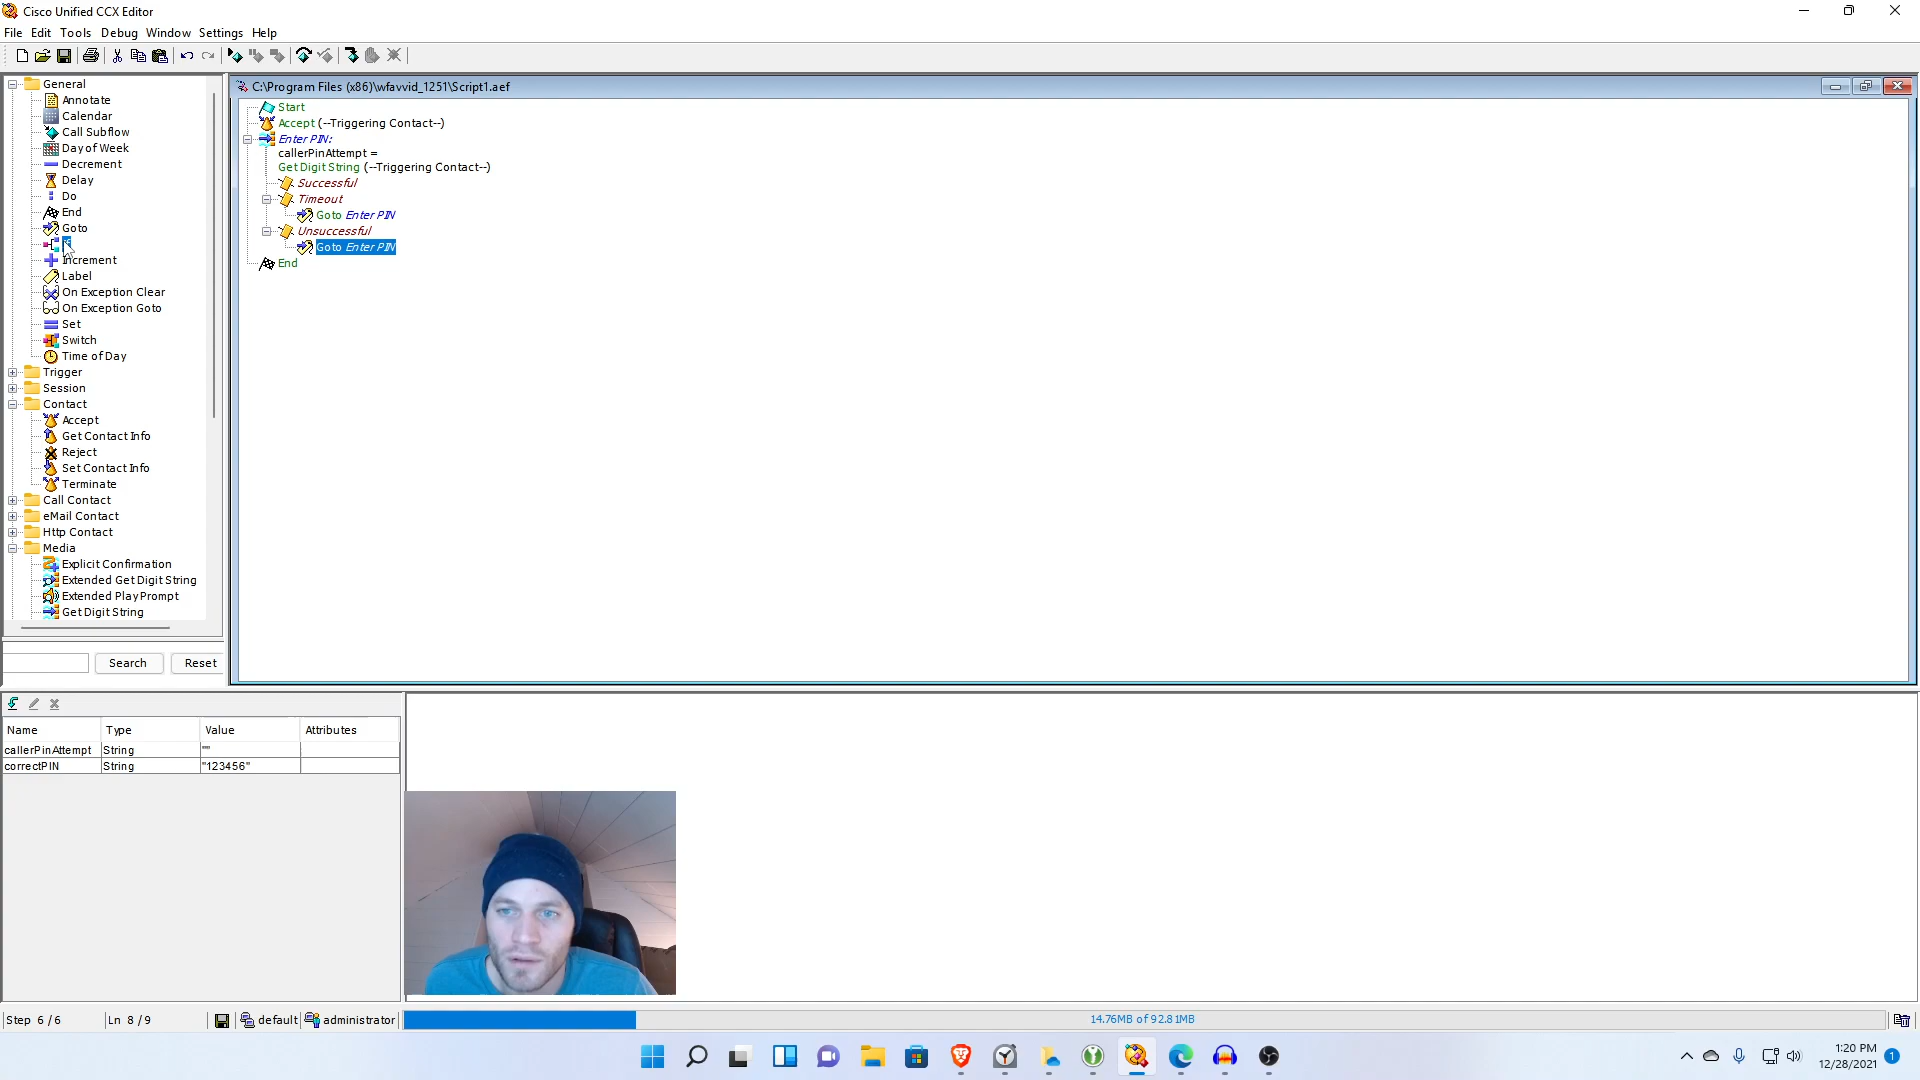 Cisco Unified CCX Editor
File Edit Tools Debug Window Settings Help
C:\Program Files (x86)\wfavvid_1251\Script1.aef
General
Annotate
Calendar
Call Subflow
Day of Week
Decrement
Delay
Do
End
Goto
Increment
Label
On Exception Clear
On Exception Goto
Set
Switch
Time of Day
Trigger
Session
Contact
Accept
Get Contact Info
Reject
Set Contact Info
Terminate
Call Contact
eMail Contact
Http Contact
Media
Explicit Confirmation
Extended Get Digit String
Extended Play Prompt
Get Digit String
Search Reset
Start
Accept (--Triggering Contact--)
Enter PIN:
callerPinAttempt =
Get Digit String (--Triggering Contact--)
Successful
Timeout
Goto Enter PIN
Unsuccessful
Goto Enter PIN
End
Name Type Value Attributes
callerPinAttempt String ""
correctPIN String "123456"
Step 6 / 6 Ln 8 / 9 default administrator 14.76MB of 92.81MB
1:20 PM
12/28/2021 1